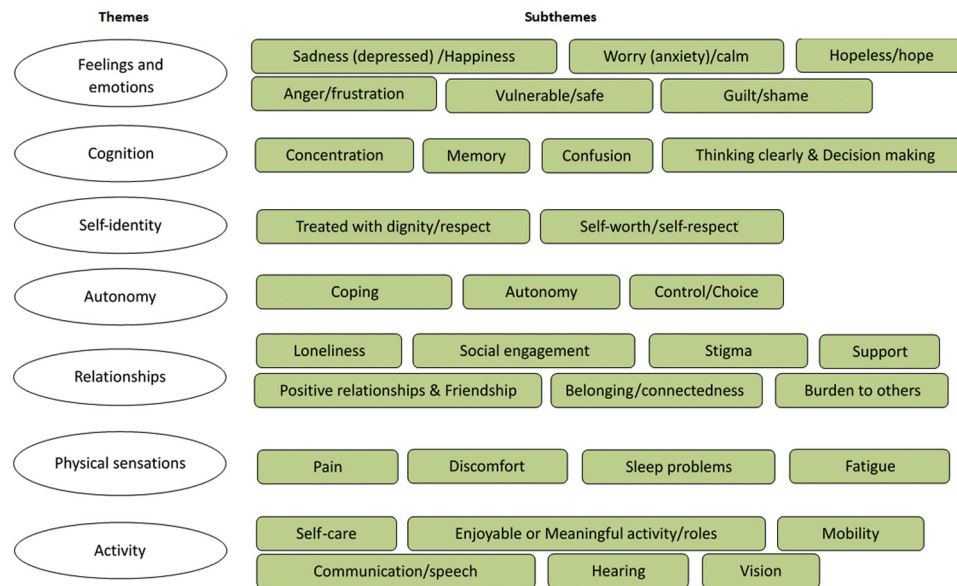 Themes Subthemes
Feelings and emotions
Sadness (depressed) /Happiness Worry (anxiety)/calm Hopeless/hope
Anger/frustration Vulnerable/safe Guilt/shame
Cognition Concentration Memory Confusion Thinking clearly & Decision making
Self-identity Treated with dignity/respect Self-worth/self-respect
Autonomy Coping Autonomy Control/Choice
Relationships
Loneliness Social engagement Stigma Support
Positive relationships & Friendship Belonging/connectedness Burden to others
Physical sensations Pain Discomfort Sleep problems Fatigue
Activity
Self-care Enjoyable or Meaningful activity/roles Mobility
Communication/speech Hearing Vision